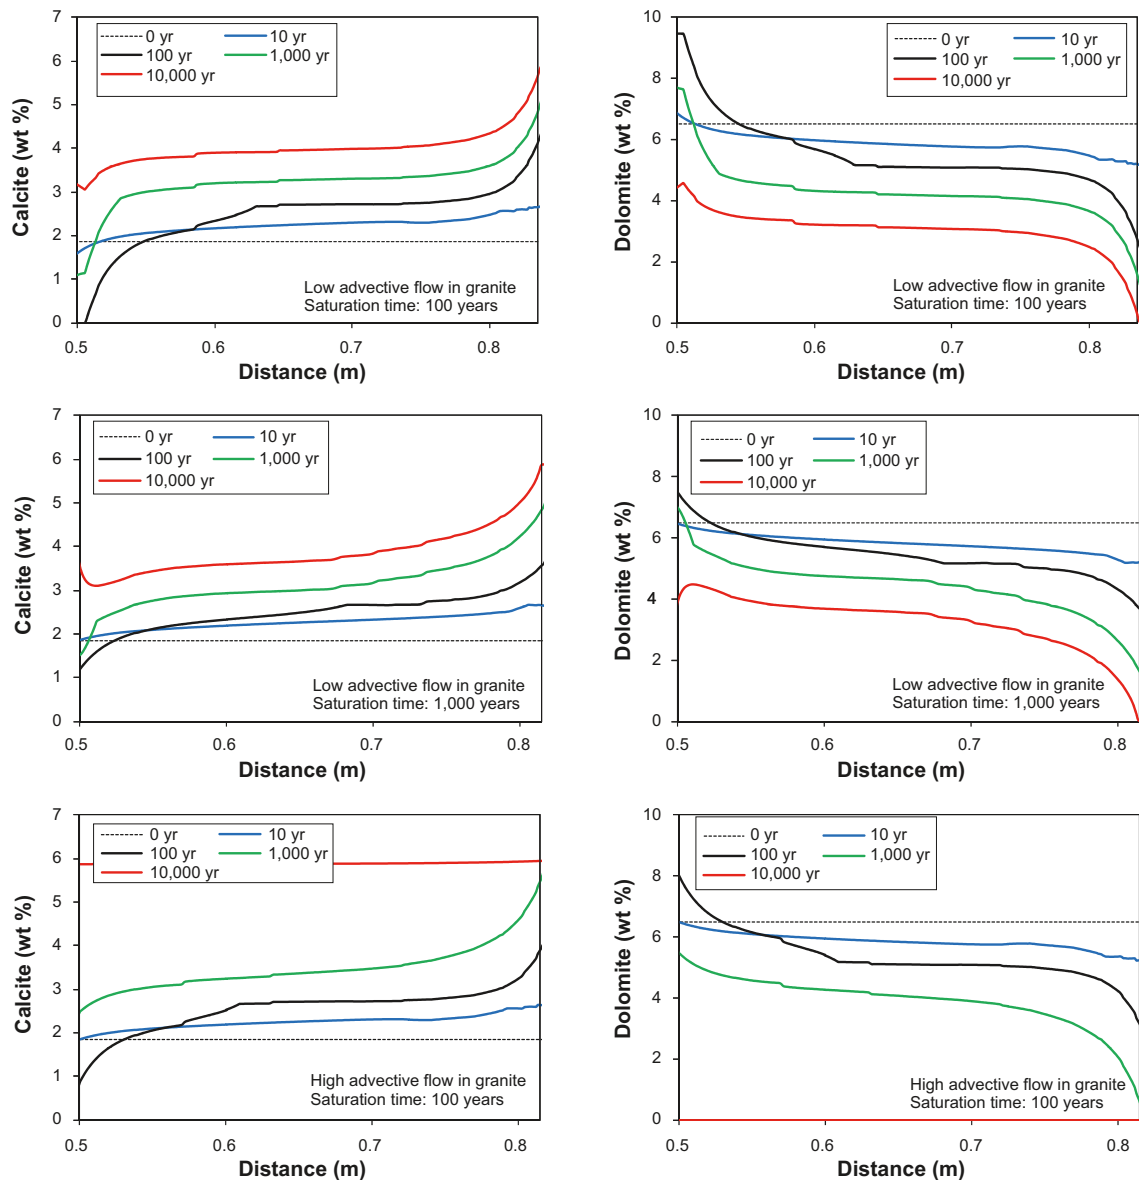 7
6
5
4
3
2
1
0
Calcite (wt %)
0 yr
10 yr
100 yr
1,000 yr
10,000 yr
Low advective flow in granite
Saturation time: 100 years
0.5
0.6
0.7
0.8
Distance (m)
10
8
6
4
2
0
Dolomite (wt %)
0 yr
10 yr
100 yr
1,000 yr
10,000 yr
Low advective flow in granite
Saturation time: 100 years
0.5
0.6
0.7
0.8
Distance (m)
7
6
5
4
3
2
1
0
Calcite (wt %)
0 yr
10 yr
100 yr
1,000 yr
10,000 yr
Low advective flow in granite
Saturation time: 1,000 years
0.5
0.6
0.7
0.8
Distance (m)
10
8
6
4
2
0
Dolomite (wt %)
0 yr
10 yr
100 yr
1,000 yr
10,000 yr
Low advective flow in granite
Saturation time: 1,000 years
0.5
0.6
0.7
0.8
Distance (m)
7
6
5
4
3
2
1
0
Calcite (wt %)
0 yr
10 yr
100 yr
1,000 yr
10,000 yr
High advective flow in granite
Saturation time: 100 years
0.5
0.6
0.7
0.8
Distance (m)
10
8
6
4
2
0
Dolomite (wt %)
0 yr
10 yr
100 yr
1,000 yr
10,000 yr
High advective flow in granite
Saturation time: 100 years
0.5
0.6
0.7
0.8
Distance (m)